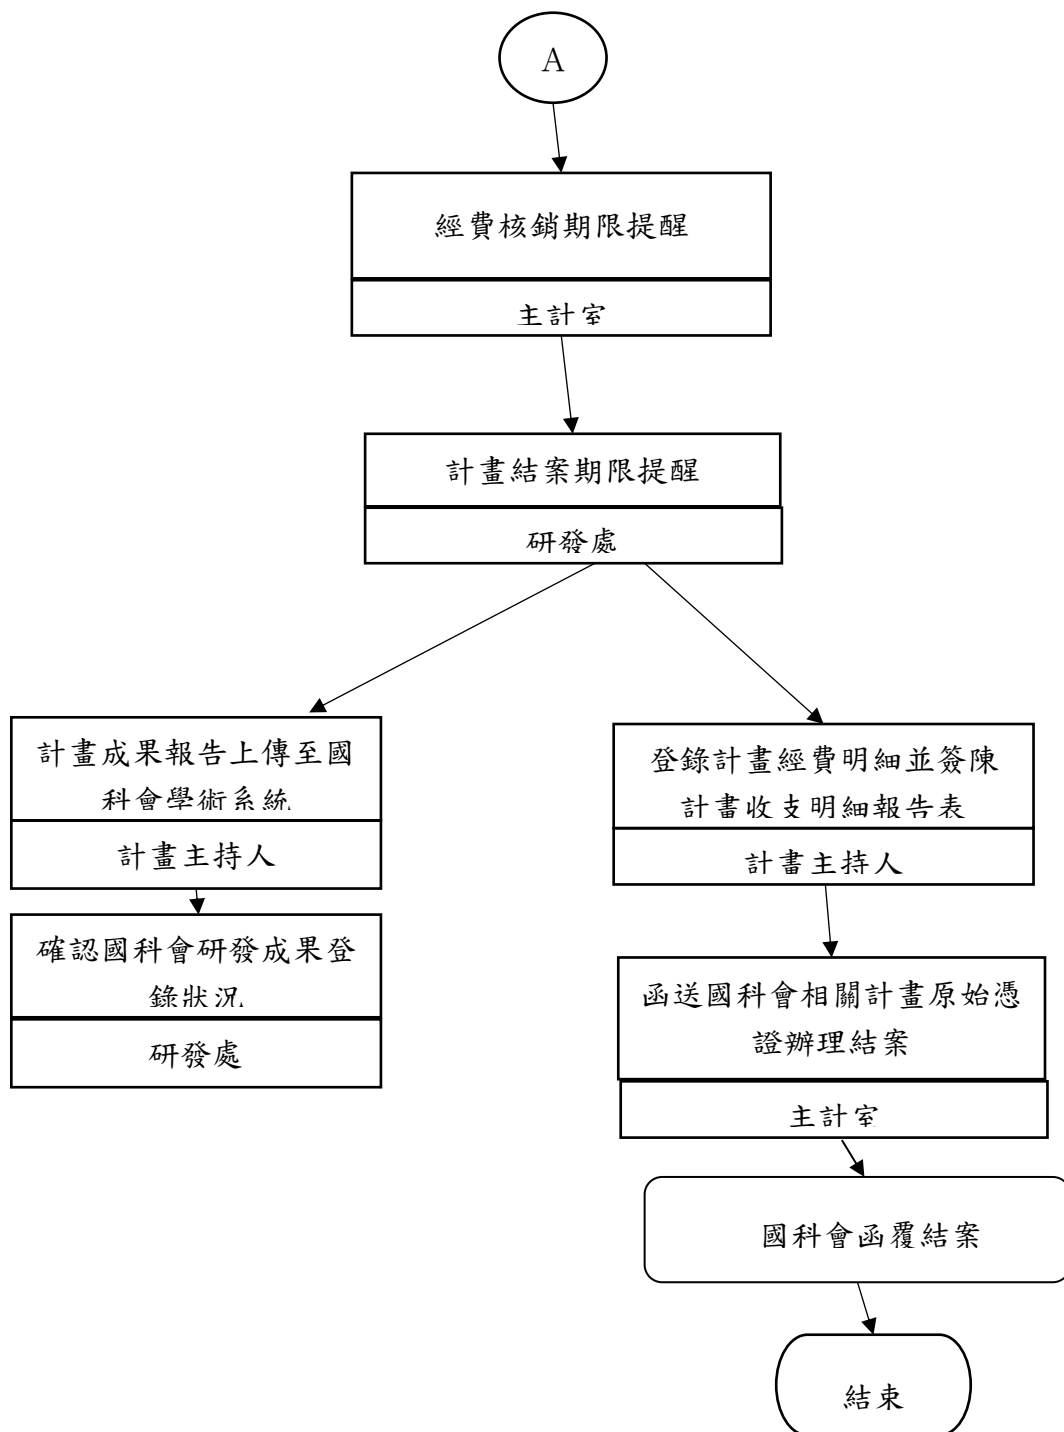 A
經費核銷期限提醒
主計室
計畫結案期限提醒
研發處
計畫成果報告上傳至國
科會學術系統
計畫主持人
確認國科會研發成果登
錄狀況
研發處
登錄計畫經費明細並簽陳
計畫收支明細報告表
計畫主持人
函送國科會相關計畫原始憑
證辦理結案
主計室
國科會函覆結案
結束